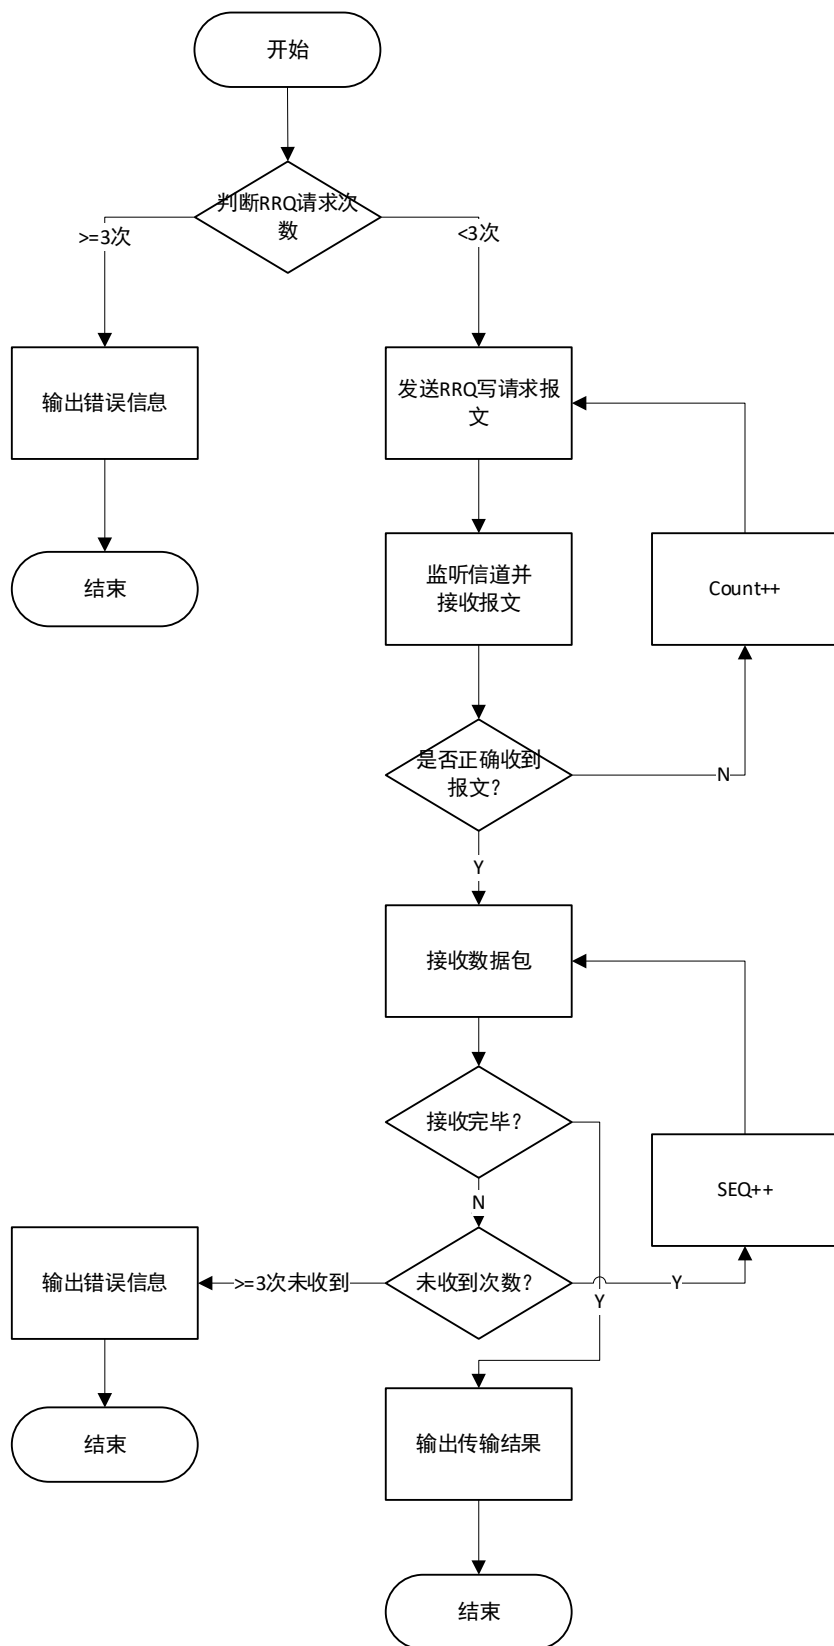 开始
判断RRQ请求次
数
>=3次
<3次
输出错误信息
发送RRQ写请求报
文
结束
监听信道并
接收报文
Count++
是否正确收到
报文?
N
Y
接收数据包
接收完毕?
SEQ++
N
输出错误信息
>=3次未收到
未收到次数?
Y
Y
结束
输出传输结果
结束